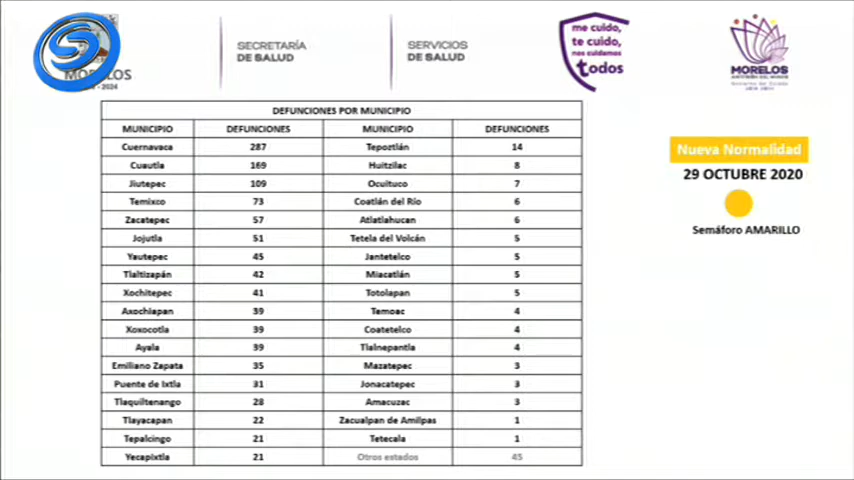 MORELOS
- 2024
SECRETARÍA
DE SALUD
SERVICIOS
DE SALUD
me cuido,
te cuido,
nos cuidamos
todos
MORELOS
DEFUNCIONES POR MUNICIPIO
MUNICIPIO DEFUNCIONES MUNICIPIO DEFUNCIONES
Cuernavaca 287 Tepoztlán 14
Cuautla 169 Huitzilac 8
Jiutepec 109 Ocuituco 7
Temixco 73 Coatlán del Río 6
Zacatepec 57 Atlatlahucan 6
Jojutla 51 Tetela del Volcán 5
Yautepec 45 Jantetelco 5
Tlaltizapán 42 Miacatlán 5
Xochitepec 41 Totolapan 5
Axochiapan 39 Temoac 4
Xoxocotla 39 Coatetelco 4
Ayala 39 Tlalnepantla 4
Emiliano Zapata 35 Mazatepec 3
Puente de Ixtla 31 Jonacatepec 3
Tlaquiltenango 28 Amacuzac 3
Tlayacapan 22 Zacualpan de Amilpas 1
Tepalcingo 21 Tetecala 1
Yecapixtla 21 Otros estados 45
Nueva Normalidad
29 OCTUBRE 2020
Semáforo AMARILLO